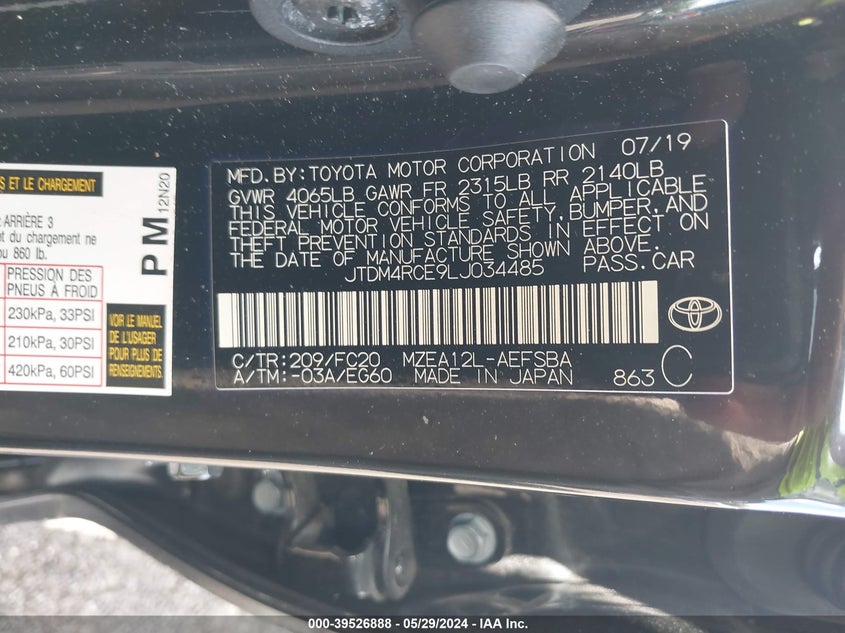 S ET LE CHARGEMENT
ARRIÈRE 3
t du chargement ne
ou 860 lb.
PM
12N20
PRESSION DES
PNEUS À FROID
230kPa, 33PSI
210kPa, 30PSI
420kPa, 60PSI
VOIR LE MANUEL
DE L'USAGER
POUR PLUS DE
RENSEIGNEMENTS
MFD. BY: TOYOTA MOTOR CORPORATION 07/19
GVWR 4065LB GAWR FR 2315LB RR 2140LB
THIS VEHICLE CONFORMS TO ALL APPLICABLE
FEDERAL MOTOR VEHICLE SAFETY, BUMPER, AND
THEFT PREVENTION STANDARDS IN EFFECT ON
THE DATE OF MANUFACTURE SHOWN ABOVE.
JTDM4RCE9LJ034485 PASS. CAR
C/TR: 209/FC20 MZEA12L-AEFSBA
A/TM: -03A/EG60 MADE IN JAPAN 863 C
000-39526888 - 05/29/2024 - IAA Inc.